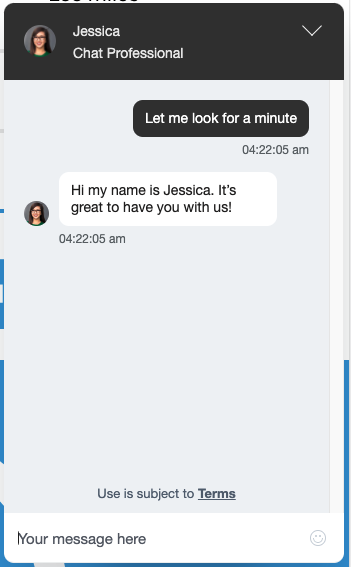 Jessica
Chat Professional
Let me look for a minute
04:22:05 am
Hi my name is Jessica. It's
great to have you with us!
04:22:05 am
Use is subject to Terms
Your message here